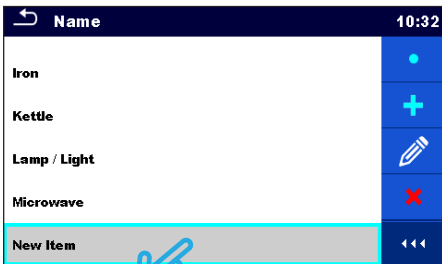 Name 10:32
Iron
Kettle
Lamp / Light
Microwave
New Item